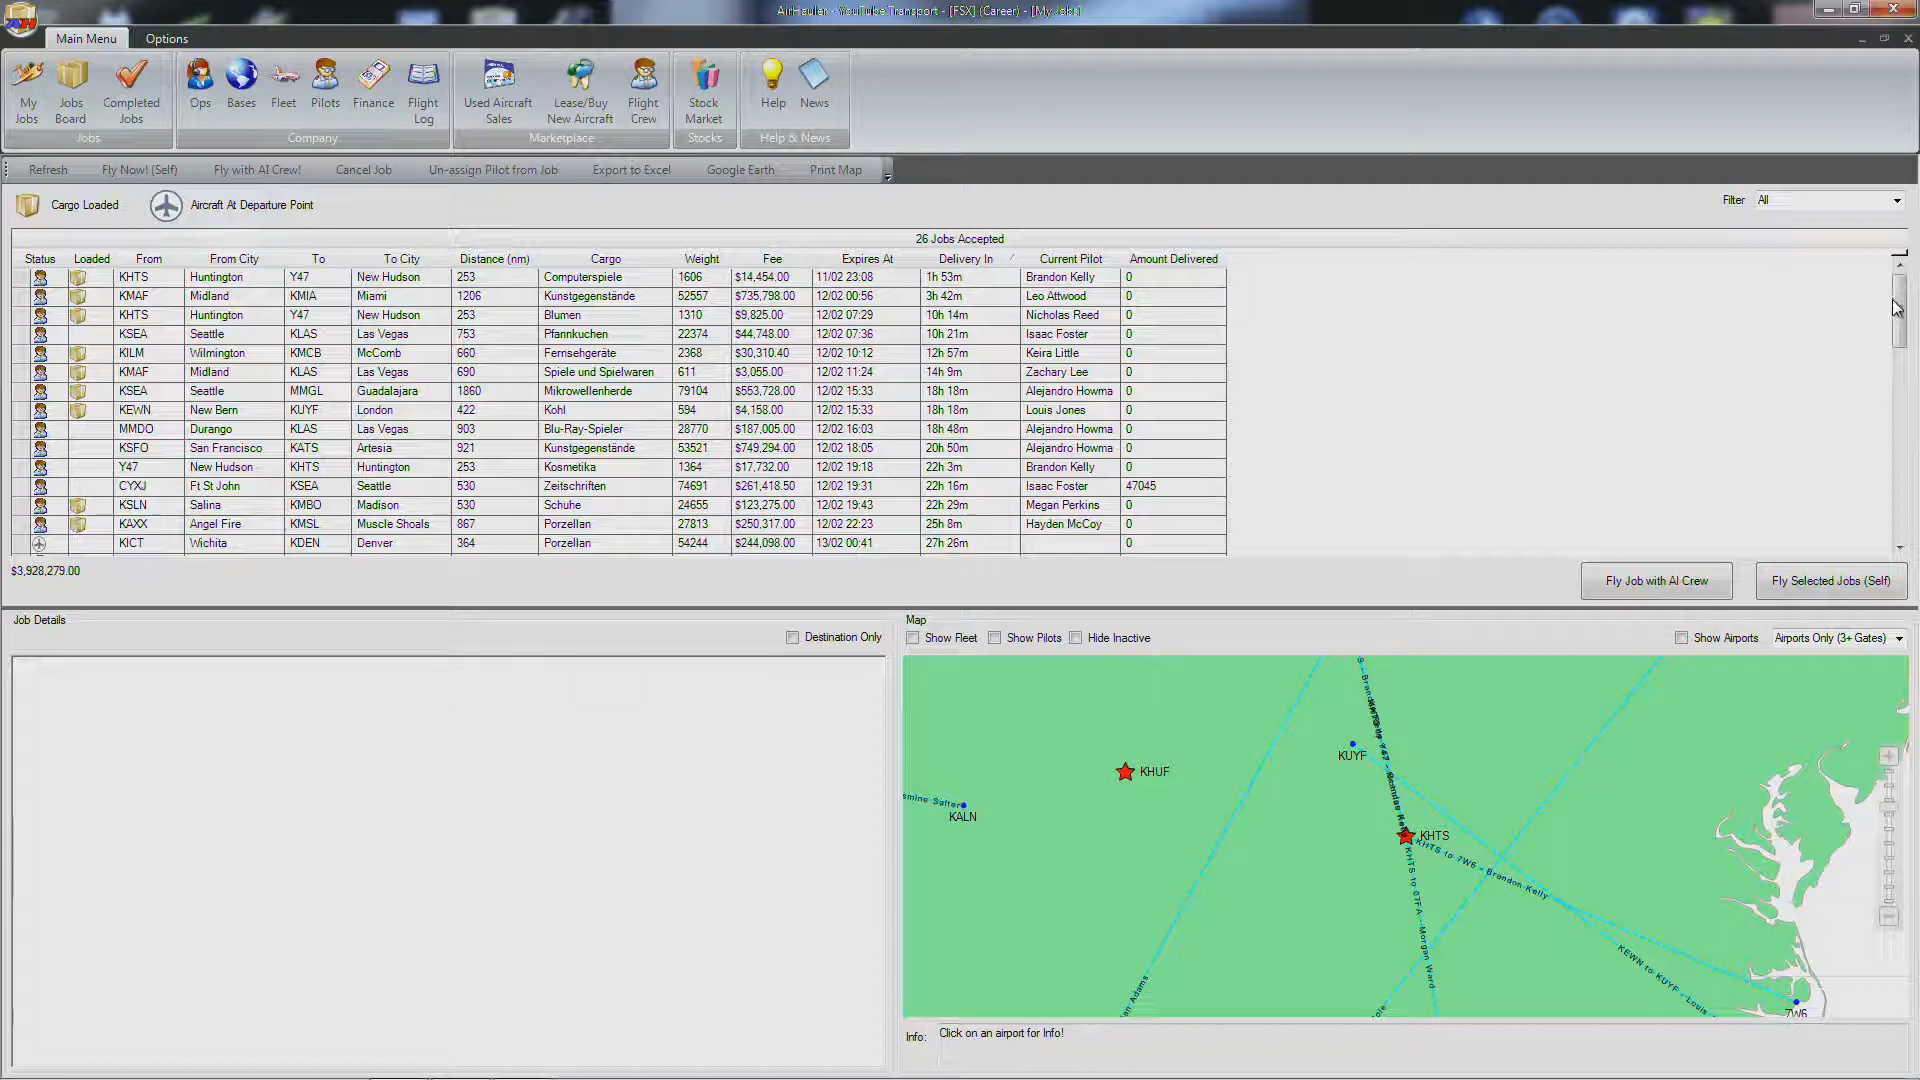 AirHauler - YouTube Transport - [FSX] (Career) - [My Jobs]
Main Menu Options
My Jobs Jobs Board Completed Jobs Ops Bases Fleet Pilots Finance Flight Log Used Aircraft Sales Lease/Buy New Aircraft Flight Crew Stock Market Help News
Jobs Company Marketplace Stocks Help & News
Refresh Fly Now! (Self) Fly with AI Crew! Cancel Job Un-assign Pilot from Job Export to Excel Google Earth Print Map
Cargo Loaded Aircraft At Departure Point Filter All
26 Jobs Accepted
Status Loaded From From City To To City Distance (nm) Cargo Weight Fee Expires At Delivery In Current Pilot Amount Delivered
KHTS Huntington Y47 New Hudson 253 Computerspiele 1606 $14,454.00 11/02 23:08 1h 53m Brandon Kelly 0
KMAF Midland KMIA Miami 1206 Kunstgegenstände 52557 $735,798.00 12/02 00:56 3h 42m Leo Attwood 0
KHTS Huntington Y47 New Hudson 253 Blumen 1310 $9,825.00 12/02 07:29 10h 14m Nicholas Reed 0
KSEA Seattle KLAS Las Vegas 753 Pfannkuchen 22374 $44,748.00 12/02 07:36 10h 21m Isaac Foster 0
KILM Wilmington KMCB McComb 660 Fernsehgeräte 2368 $30,310.40 12/02 10:12 12h 57m Keira Little 0
KMAF Midland KLAS Las Vegas 690 Spiele und Spielwaren 611 $3,055.00 12/02 11:24 14h 9m Zachary Lee 0
KSEA Seattle MMGL Guadalajara 1860 Mikrowellenherde 79104 $553,728.00 12/02 15:33 18h 18m Alejandro Howma 0
KEWN New Bern KUYF London 422 Kohl 594 $4,158.00 12/02 15:33 18h 18m Louis Jones 0
MMDO Durango KLAS Las Vegas 903 Blu-Ray-Spieler 28770 $187,005.00 12/02 16:03 18h 48m Alejandro Howma 0
KSFO San Francisco KATS Artesia 921 Kunstgegenstände 53521 $749,294.00 12/02 18:05 20h 50m Alejandro Howma 0
Y47 New Hudson KHTS Huntington 253 Kosmetika 1364 $17,732.00 12/02 19:18 22h 3m Brandon Kelly 0
CYXJ Ft St John KSEA Seattle 530 Zeitschriften 74691 $261,418.50 12/02 19:31 22h 16m Isaac Foster 47045
KSLN Salina KMBO Madison 530 Schuhe 24655 $123,275.00 12/02 19:43 22h 29m Megan Perkins 0
KAXX Angel Fire KMSL Muscle Shoals 867 Porzellan 27813 $250,317.00 12/02 22:23 25h 8m Hayden McCoy 0
KICT Wichita KDEN Denver 364 Porzellan 54244 $244,098.00 13/02 00:41 27h 26m 0
$3,928,279.00 Fly Job with AI Crew Fly Selected Jobs (Self)
Job Details
Destination Only
Map
Show Fleet Show Pilots Hide Inactive Show Airports Airports Only (3+ Gates)
KUYF
KHUF
smine Salter
KALN
KHTS
KHTS to 7W6 - Brandon Kelly
KHTS to 07FA - Morgan Ward
KEWN to KUYF - Louis
an Adams
7W6
Info: Click on an airport for Info!